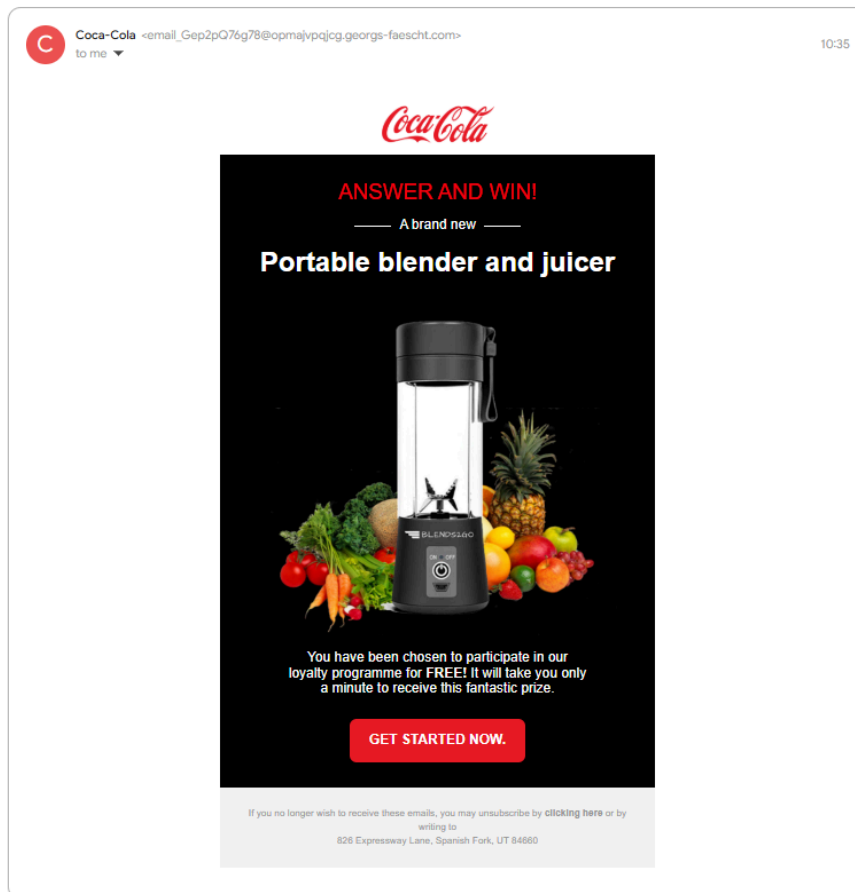 C
Coca-Cola <email_Gep2pQ76g78@opmajvpqjcg.georgs-faescht.com>
10:35
to me
Coca-Cola
ANSWER AND WIN!
A brand new
Portable blender and juicer
BLENDS2GO
ON OFF
You have been chosen to participate in our
loyalty programme for FREE! It will take you only
a minute to receive this fantastic prize.
GET STARTED NOW.
If you no longer wish to receive these emails, you may unsubscribe by clicking here or by
writing to
826 Expressway Lane, Spanish Fork, UT 84660